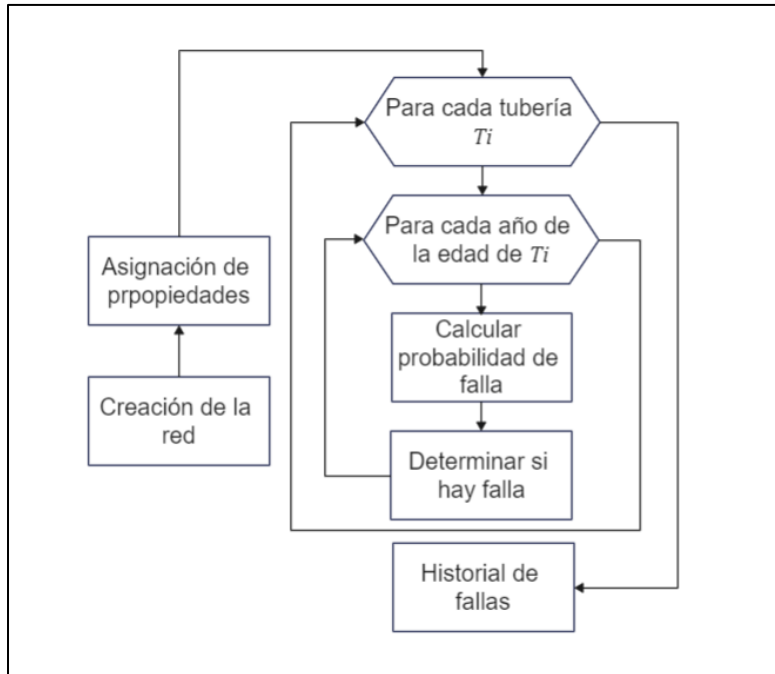 Para cada tubería
Ti
Para cada año de
la edad de Ti
Asignación de
prpopiedades
Calcular
probabilidad de
falla
Creación de la
red
Determinar si
hay falla
Historial de
fallas